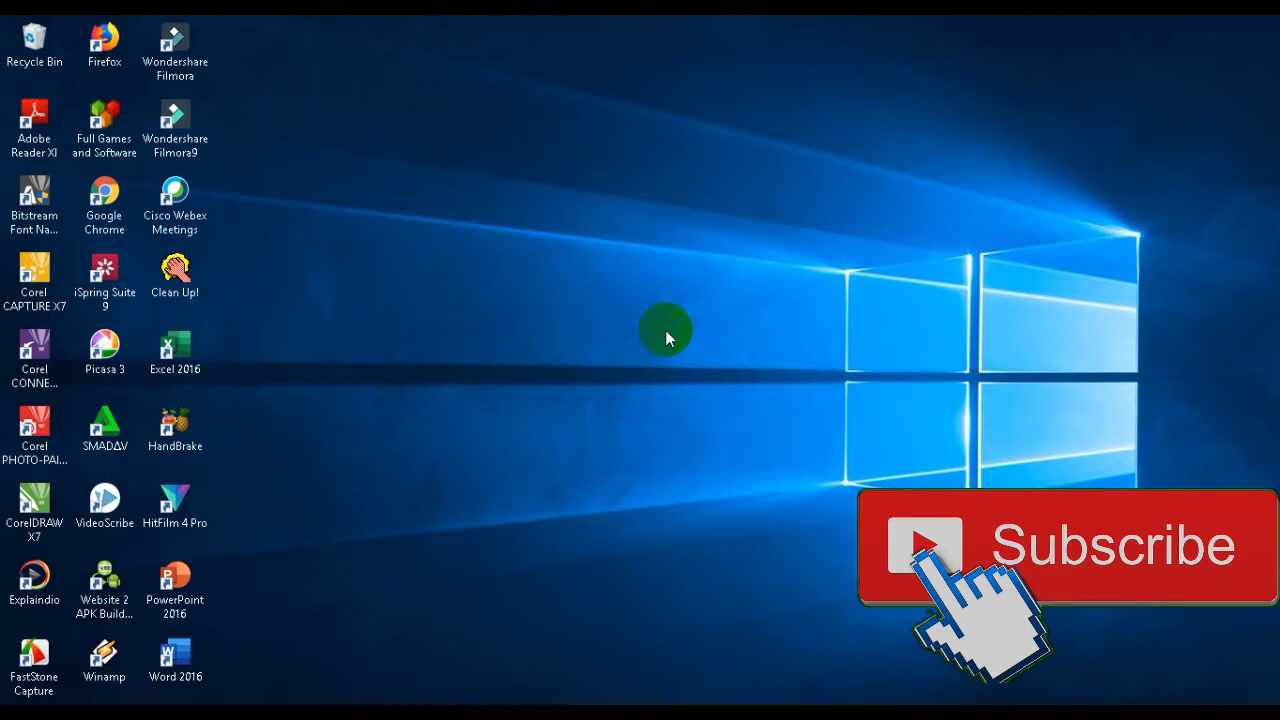 Recycle Bin
Firefox
Wondershare
Filmora
Adobe
Reader XI
Full Games
and Software
Wondershare
Filmora9
Bitstream
Font Na...
Google
Chrome
Cisco Webex
Meetings
Corel
CAPTURE X7
iSpring Suite
9
Clean Up!
Corel
CONNE...
Picasa 3
Excel 2016
Corel
PHOTO-PAI...
SMADΔV
HandBrake
CorelDRAW
X7
VideoScribe
HitFilm 4 Pro
Explaindio
Website 2
APK Build...
PowerPoint
2016
FastStone
Capture
Winamp
Word 2016
Subscribe